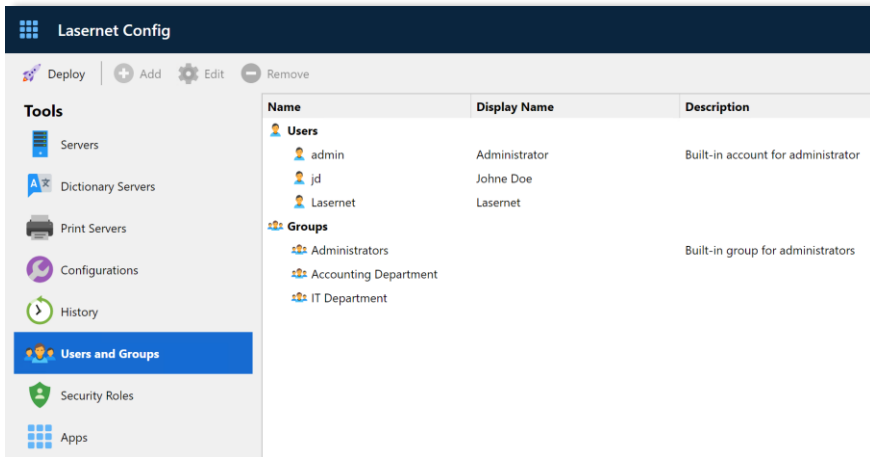 Lasernet Config
Deploy Add Edit Remove
Tools
Servers
Dictionary Servers
Print Servers
Configurations
History
Users and Groups
Security Roles
Apps
Name Display Name Description
Users
admin Administrator Built-in account for administrator
jd Johne Doe
Lasernet Lasernet
Groups
Administrators Built-in group for administrators
Accounting Department
IT Department